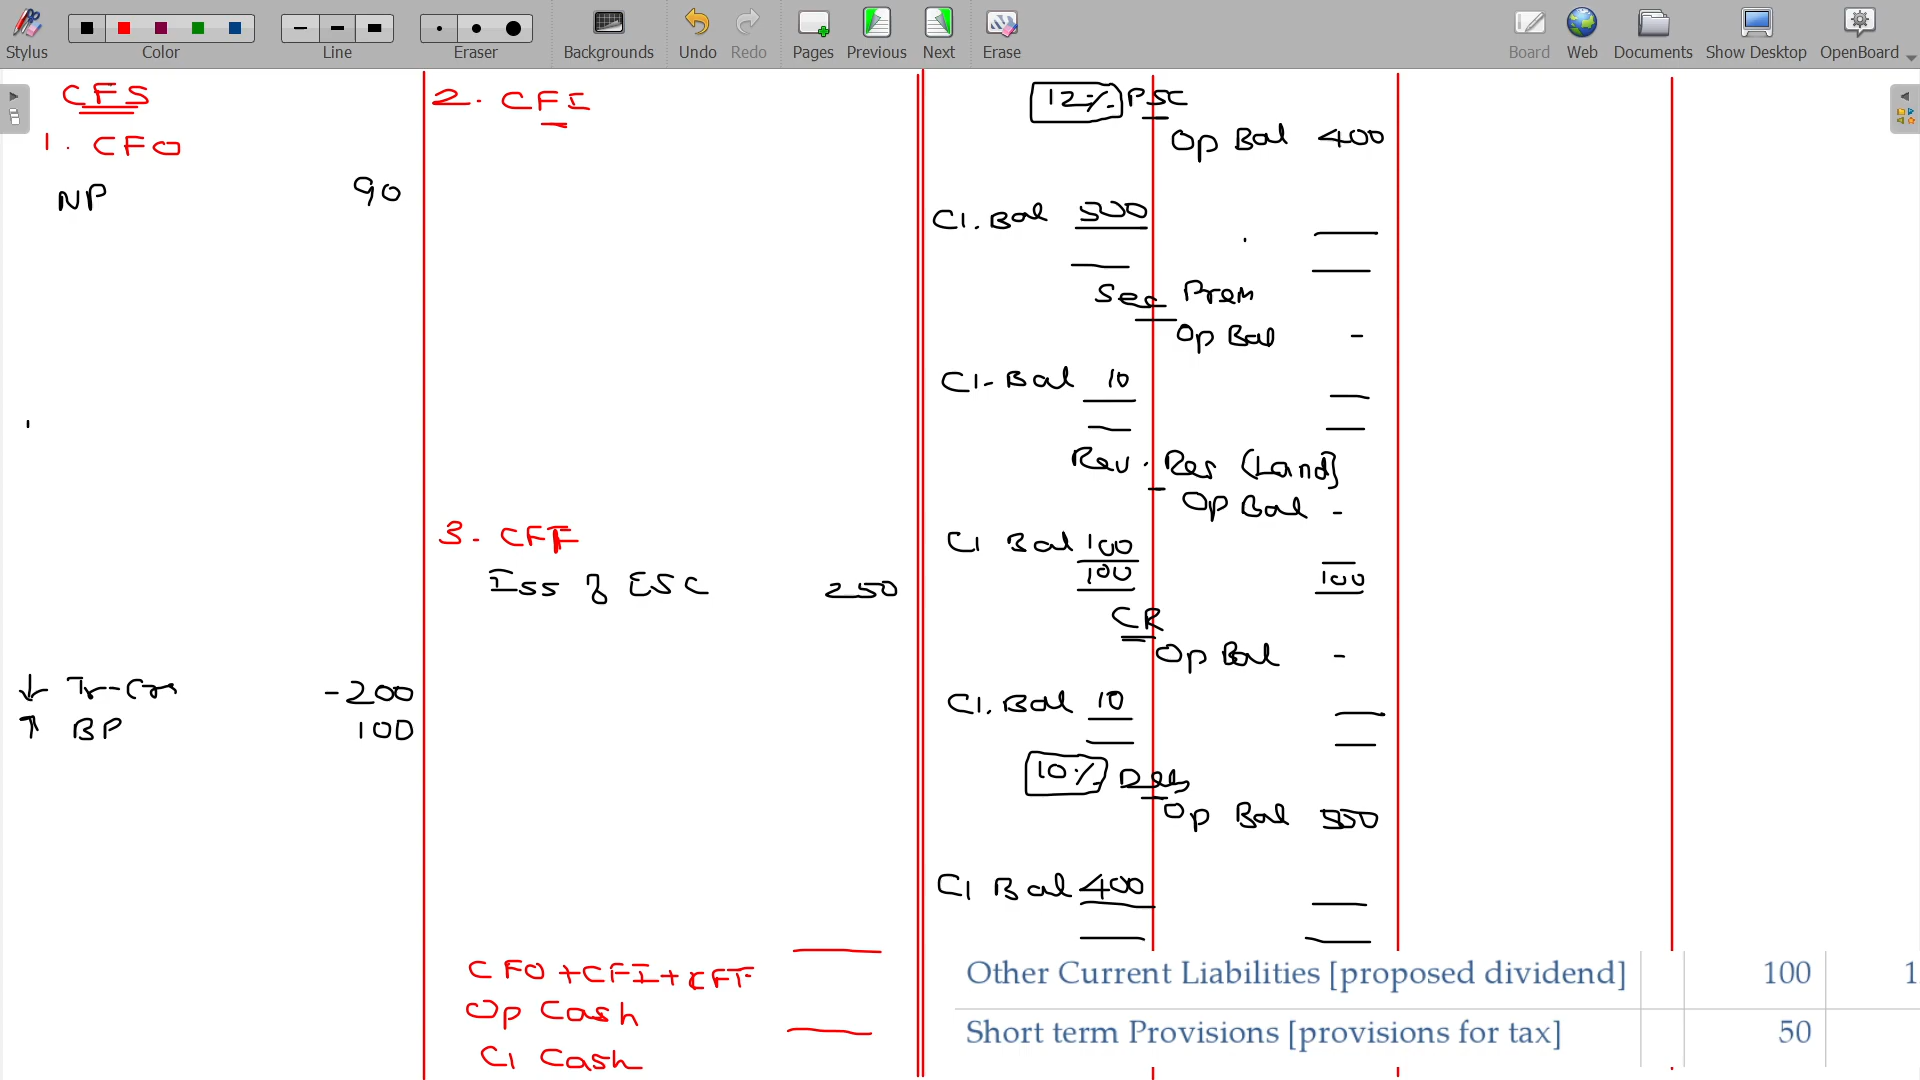 Stylus
Color
Line
Eraser
Backgrounds
Undo
Redo
Pages
Previous
Next
Erase
Board
Web
Documents
Show Desktop
OpenBoard
CFS
1. CFO
NP 90
↓ Tr-Crs -200
↑ BP 100
2. CFI
3. CFF
Iss of ESC 250
CFO+CFI+CFF
Op Cash
Cl Cash
12% PSC
Op Bal 400
Cl. Bal 500
Sec Prem
Op Bal -
Cl- Bal 10
Rev. Res (Land)
Op Bal -
Cl Bal 100
100 100
CR
Op Bal -
Cl. Bal 10
10% Deb
Op Bal 500
Cl Bal 400
Other Current Liabilities [proposed dividend] 100 1
Short term Provisions [provisions for tax] 50